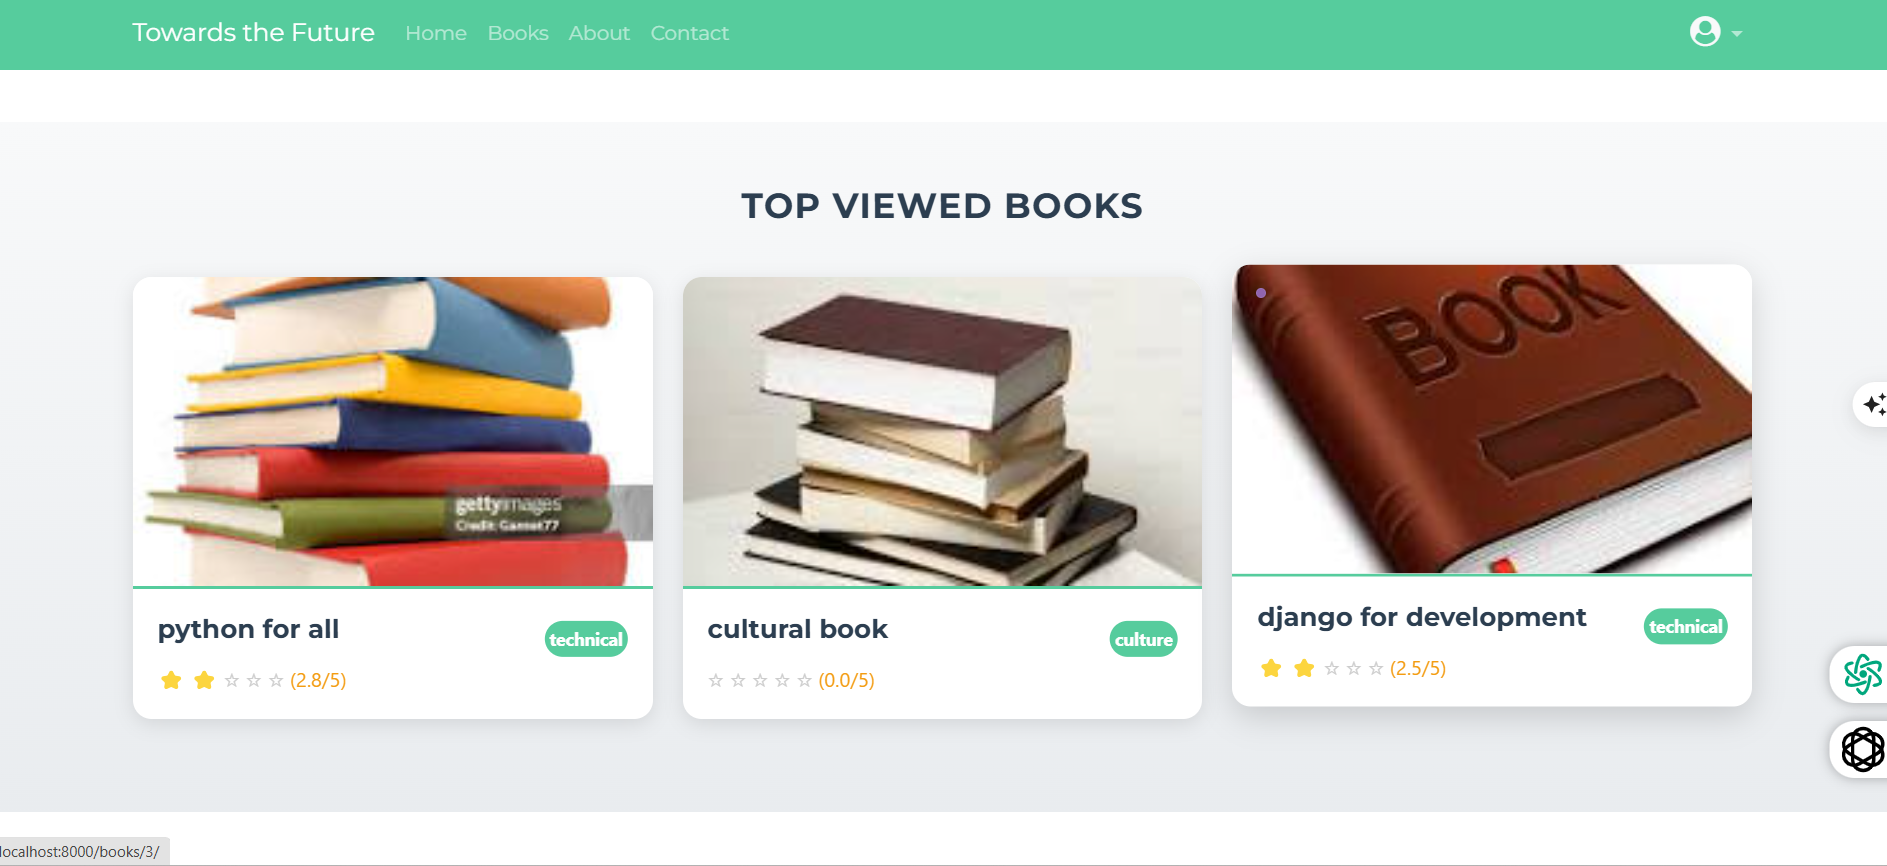 Towards the Future Home Books About Contact
TOP VIEWED BOOKS
BOOK
gettyimages
Credit: Gannet77
python for all
technical
(2.8/5)
cultural book
culture
(0.0/5)
django for development
technical
(2.5/5)
localhost:8000/books/3/